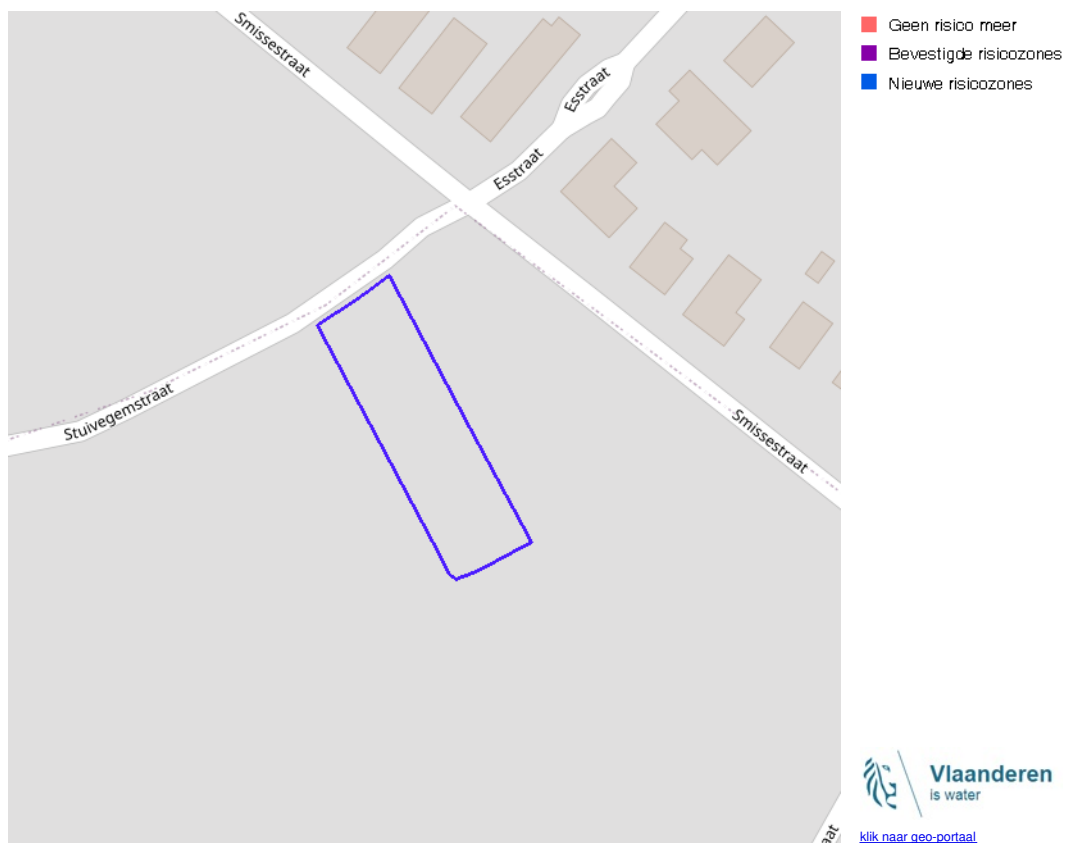 Smissestraat
Esstraat
Esstraat
Stuivegemstraat
Smissestraat
aat
Geen risico meer
Bevestigde risicozones
Nieuwe risicozones
Vlaanderen
is water
klik naar geo-portaal